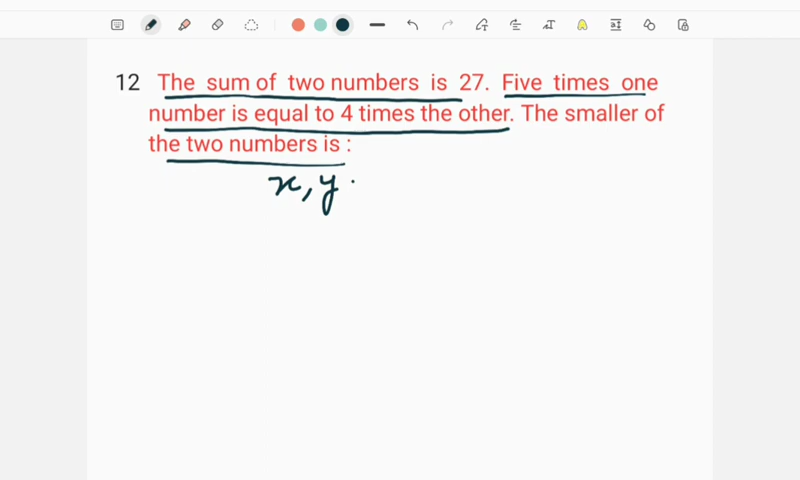 12 The sum of two numbers is 27. Five times one
number is equal to 4 times the other. The smaller of
the two numbers is :
x, y